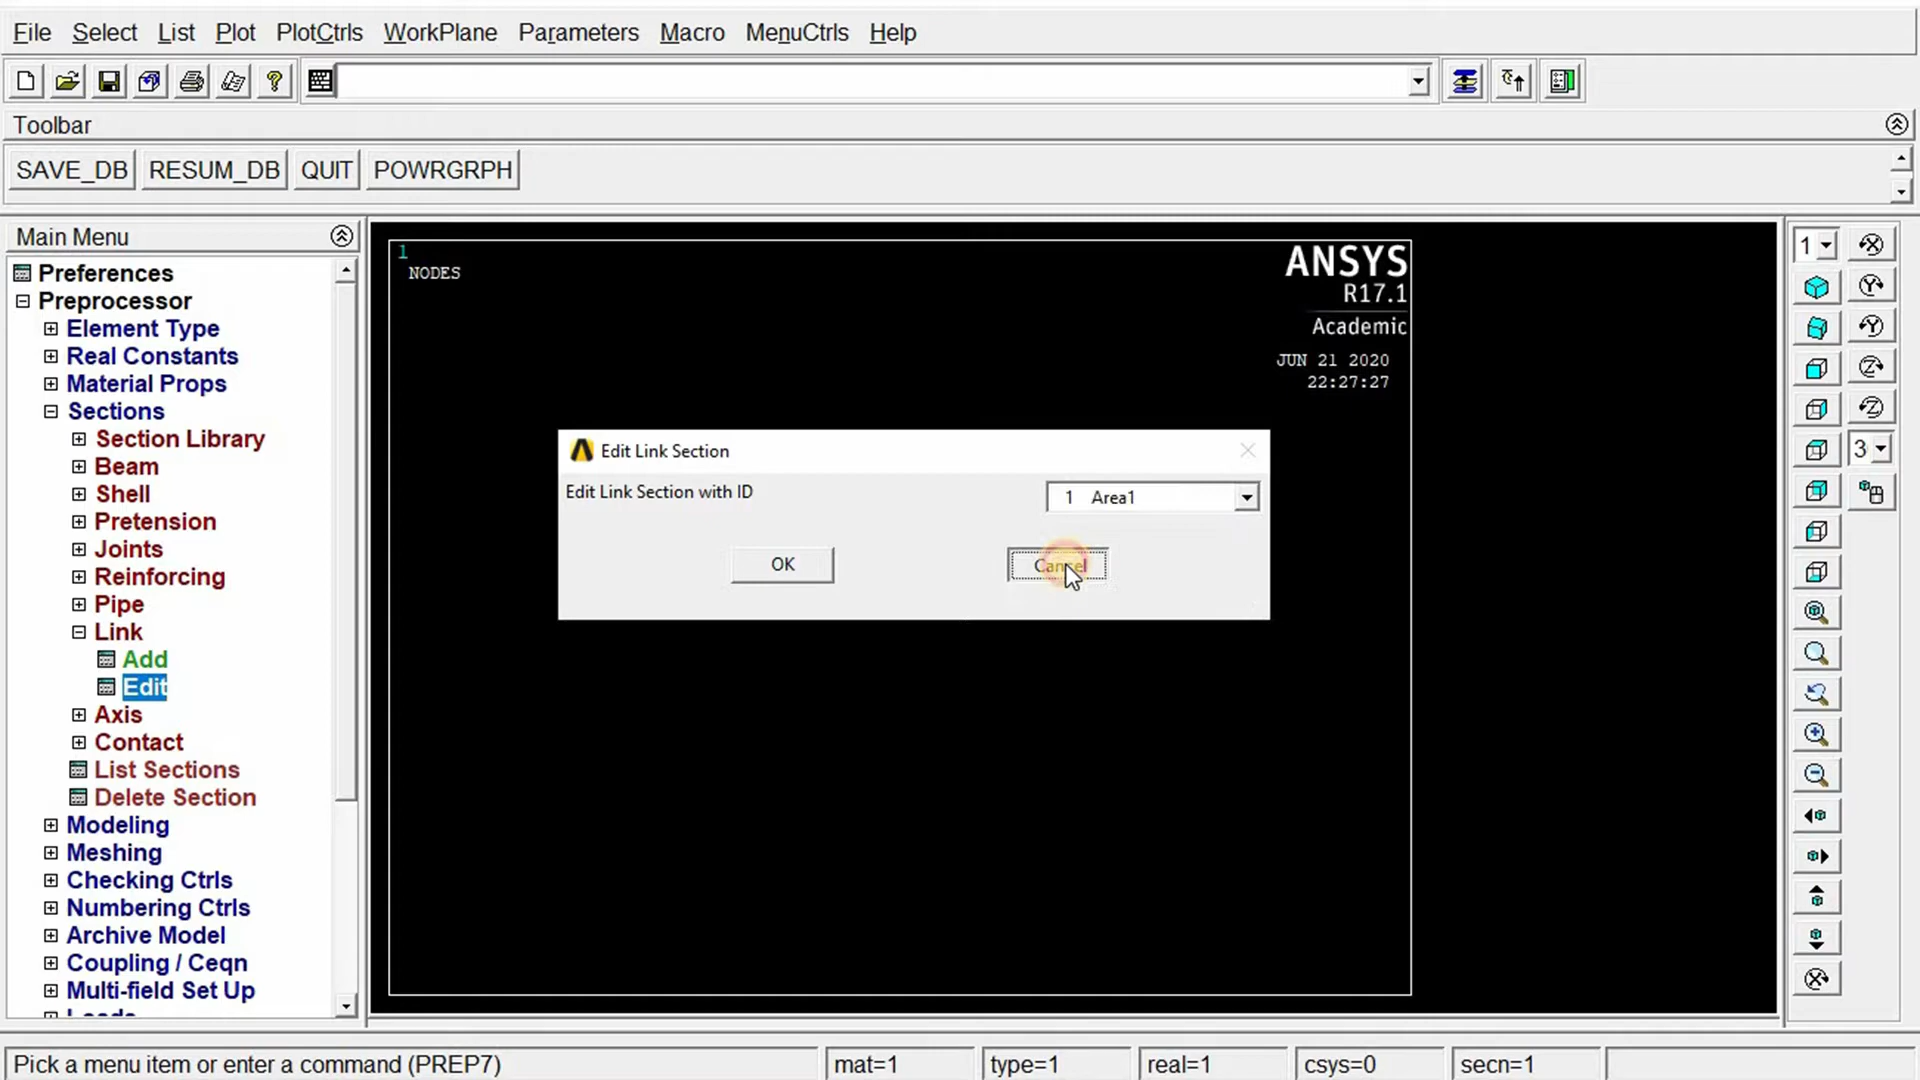 File Select List Plot PlotCtrls WorkPlane Parameters Macro MenuCtrls Help
Toolbar
SAVE_DB RESUM_DB QUIT POWRGRPH
Main Menu
Preferences
Preprocessor
Element Type
Real Constants
Material Props
Sections
Section Library
Beam
Shell
Pretension
Joints
Reinforcing
Pipe
Link
Add
Edit
Axis
Contact
List Sections
Delete Section
Modeling
Meshing
Checking Ctrls
Numbering Ctrls
Archive Model
Coupling / Ceqn
Multi-field Set Up
Loads
1
NODES
ANSYS
R17.1
Academic
JUN 21 2020
22:27:27
Edit Link Section
Edit Link Section with ID
1 Area1
OK Cancel
1
3
Pick a menu item or enter a command (PREP7) mat=1 type=1 real=1 csys=0 secn=1